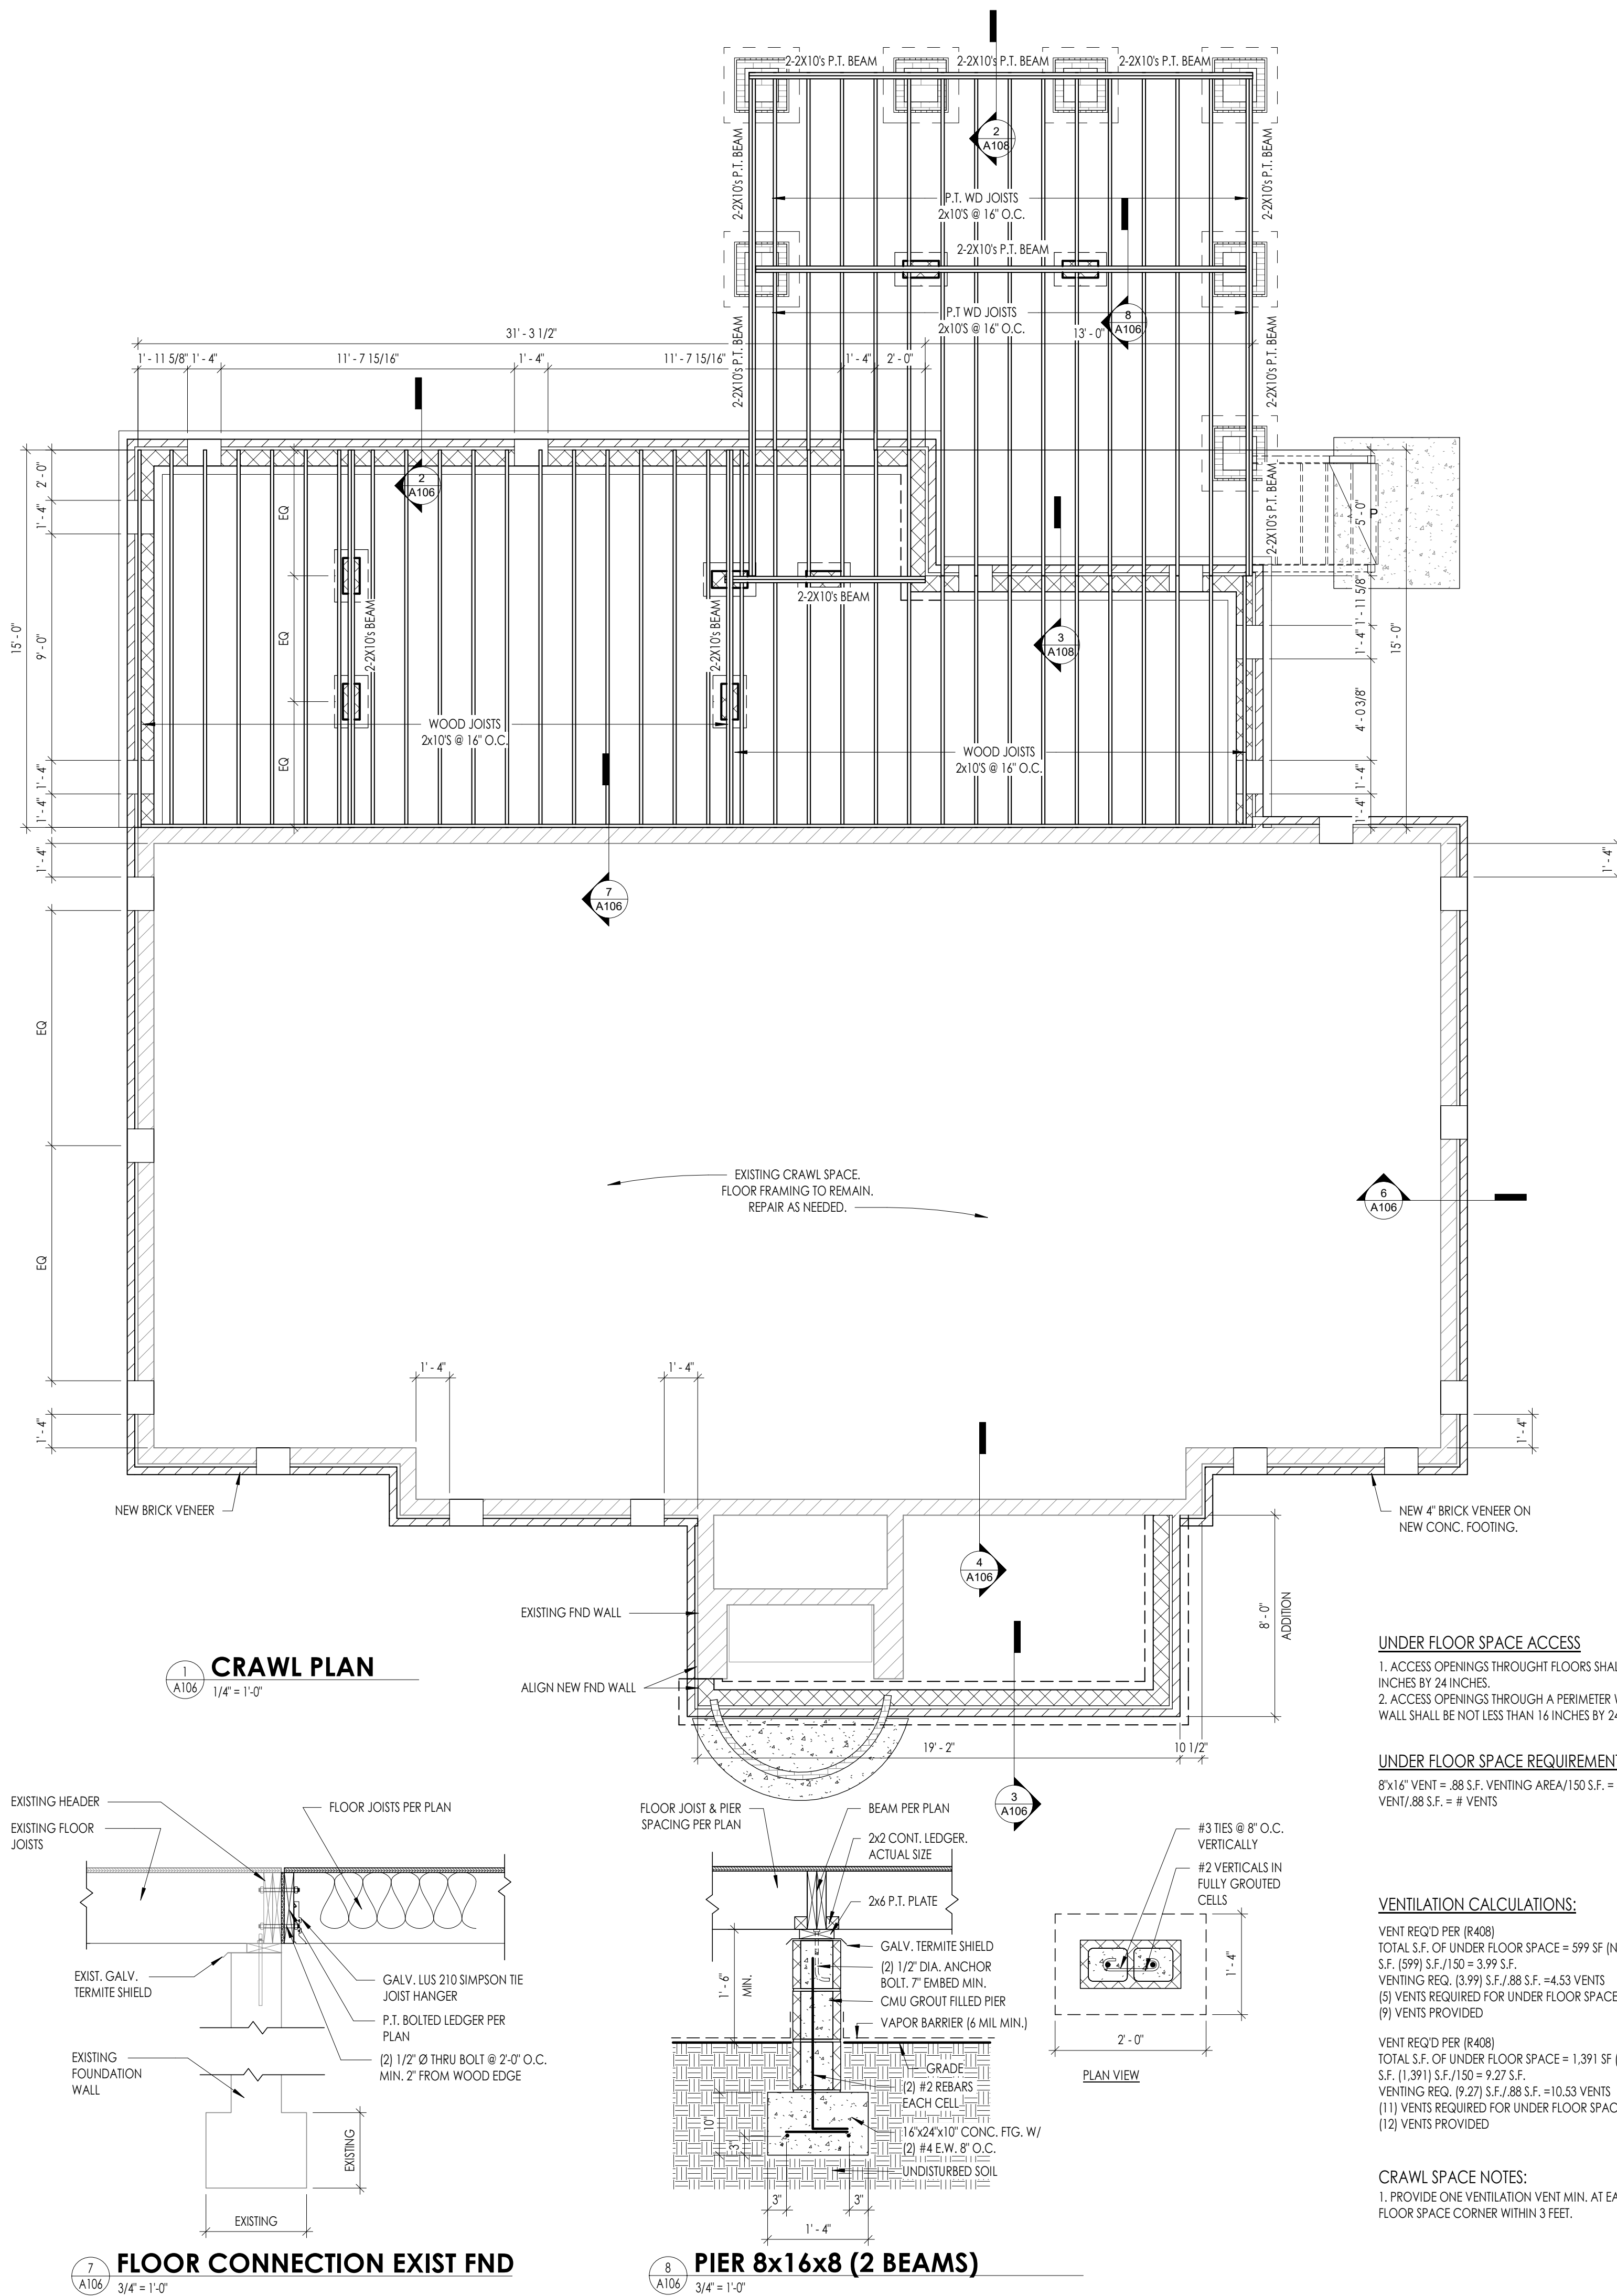 2-2X10's P.T. BEAM
2-2X10's P.T. BEAM
2-2X10's P.T. BEAM
2
A108
2-2X10's P.T. BEAM
2-2X10's P.T. BEAM
P.T. WD JOISTS
2x10'S @ 16" O.C.
2-2X10's P.T. BEAM
P.T WD JOISTS
2x10'S @ 16" O.C.
8
A106
2-2X10's P.T. BEAM
2-2X10's P.T. BEAM
2-2X10's P.T. BEAM
31' - 3 1/2"
13' - 0"
1' - 11 5/8"
1' - 4"
11' - 7 15/16"
1' - 4"
11' - 7 15/16"
1' - 4"
2' - 0"
2
A106
15' - 0"
2' - 0"
1' - 4"
9' - 0"
1' - 4"
1' - 4"
EQ
EQ
EQ
2-2X10's BEAM
2-2X10's BEAM
2-2X10's BEAM
3
A108
5' - 0"
1' - 11 5/8"
1' - 4"
4' - 0 3/8"
1' - 4"
1' - 4"
15' - 0"
WOOD JOISTS
2x10'S @ 16" O.C.
WOOD JOISTS
2x10'S @ 16" O.C.
7
A106
1' - 4"
1' - 4"
EQ
EQ
1' - 4"
EXISTING CRAWL SPACE.
FLOOR FRAMING TO REMAIN.
REPAIR AS NEEDED.
6
A106
1' - 4"
1' - 4"
1' - 4"
NEW BRICK VENEER
NEW 4" BRICK VENEER ON
NEW CONC. FOOTING.
4
A106
EXISTING FND WALL
ALIGN NEW FND WALL
8' - 0"
ADDITION
19' - 2"
10 1/2"
3
A106
1
A106
CRAWL PLAN
1/4" = 1'-0"
UNDER FLOOR SPACE ACCESS
1. ACCESS OPENINGS THROUGHT FLOORS SHAL
INCHES BY 24 INCHES.
2. ACCESS OPENINGS THROUGH A PERIMETER W
WALL SHALL BE NOT LESS THAN 16 INCHES BY 24
UNDER FLOOR SPACE REQUIREMENT
8"x16" VENT = .88 S.F. VENTING AREA/150 S.F. =
VENT/.88 S.F. = # VENTS
VENTILATION CALCULATIONS:
VENT REQ'D PER (R408)
TOTAL S.F. OF UNDER FLOOR SPACE = 599 SF (N
S.F. (599) S.F./150 = 3.99 S.F.
VENTING REQ. (3.99) S.F./.88 S.F. =4.53 VENTS
(5) VENTS REQUIRED FOR UNDER FLOOR SPACE
(9) VENTS PROVIDED
VENT REQ'D PER (R408)
TOTAL S.F. OF UNDER FLOOR SPACE = 1,391 SF (
S.F. (1,391) S.F./150 = 9.27 S.F.
VENTING REQ. (9.27) S.F./.88 S.F. =10.53 VENTS
(11) VENTS REQUIRED FOR UNDER FLOOR SPAC
(12) VENTS PROVIDED
CRAWL SPACE NOTES:
1. PROVIDE ONE VENTILATION VENT MIN. AT EA
FLOOR SPACE CORNER WITHIN 3 FEET.
EXISTING HEADER
EXISTING FLOOR
JOISTS
FLOOR JOISTS PER PLAN
EXIST. GALV.
TERMITE SHIELD
GALV. LUS 210 SIMPSON TIE
JOIST HANGER
P.T. BOLTED LEDGER PER
PLAN
(2) 1/2" Ø THRU BOLT @ 2'-0" O.C.
MIN. 2" FROM WOOD EDGE
EXISTING
FOUNDATION
WALL
EXISTING
EXISTING
7
A106
FLOOR CONNECTION EXIST FND
3/4" = 1'-0"
FLOOR JOIST & PIER
SPACING PER PLAN
BEAM PER PLAN
2x2 CONT. LEDGER.
ACTUAL SIZE
2x6 P.T. PLATE
GALV. TERMITE SHIELD
(2) 1/2" DIA. ANCHOR
BOLT. 7" EMBED MIN.
CMU GROUT FILLED PIER
VAPOR BARRIER (6 MIL MIN.)
GRADE
(2) #2 REBARS
EACH CELL
16"x24"x10" CONC. FTG. W/
(2) #4 E.W. 8" O.C.
UNDISTURBED SOIL
1' - 6"
MIN.
10"
3"
3"
3"
1' - 4"
#3 TIES @ 8" O.C.
VERTICALLY
#2 VERTICALS IN
FULLY GROUTED
CELLS
1' - 4"
2' - 0"
PLAN VIEW
8
A106
PIER 8x16x8 (2 BEAMS)
3/4" = 1'-0"